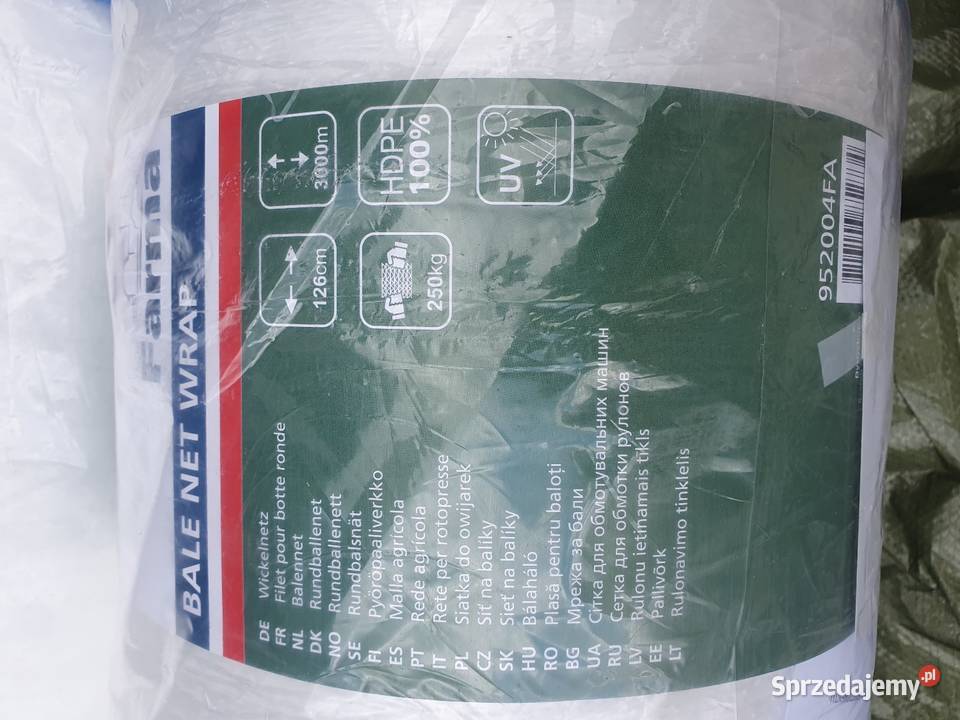 Farma
BALE NET WRAP
DE Wickelnetz
FR Filet pour botte ronde
NL Balennet
DK Rundballenet
NO Rundballenett
SE Rundbalsnät
FI Pyöröpaaliverkko
ES Malla agrícola
PT Rede agrícola
IT Rete per rotopresse
PL Siatka do owijarek
CZ Síť na balíky
SK Sieť na balíky
HU Bálaháló
RO Plasă pentru baloți
BG Мрежа за бали
UA Сітка для обмотувальних машин
RU Сетка для обмотки рулонов
LV Ruloņu ietinamais tīkls
EE Pallivõrk
LT Rulonavimo tinklelis
126cm
3000m
250kg
HDPE
100%
UV
952004FA
Sprzedajemy.pl